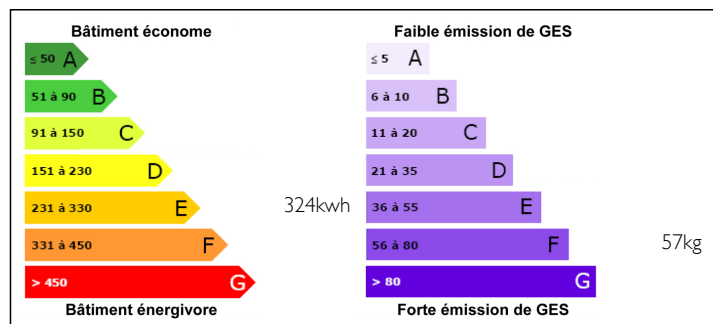 Bâtiment économe
≤ 50 A
51 à 90 B
91 à 150 C
151 à 230 D
231 à 330 E
324kwh
331 à 450 F
> 450 G
Bâtiment énergivore
Faible émission de GES
≤ 5 A
6 à 10 B
11 à 20 C
21 à 35 D
36 à 55 E
56 à 80 F
57kg
> 80 G
Forte émission de GES